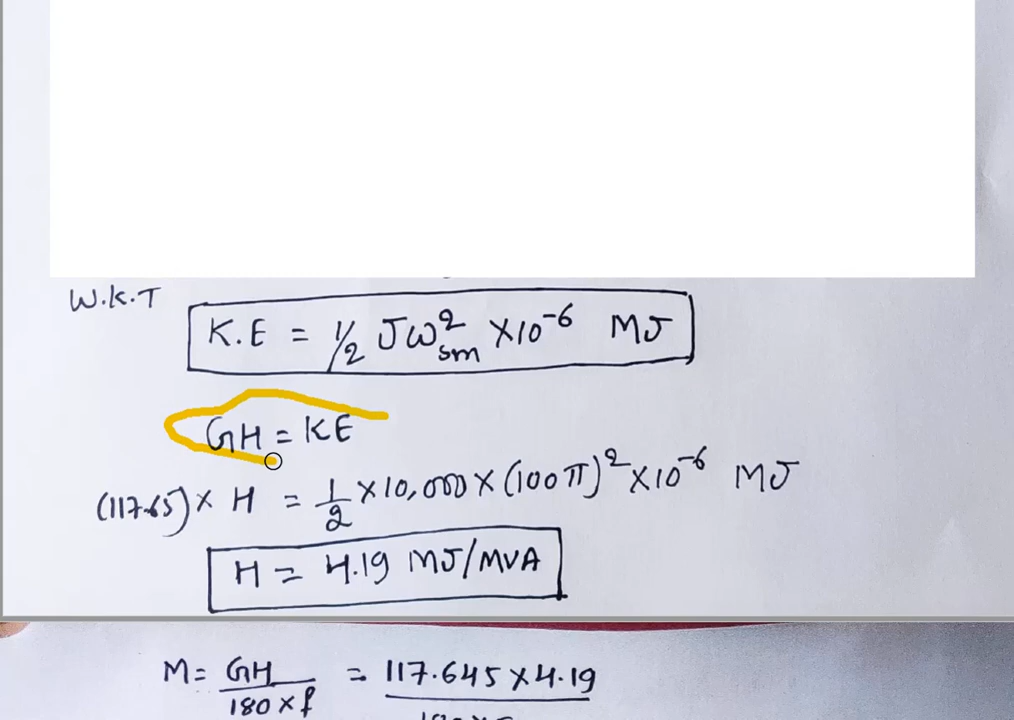 W.K.T
K.E = 1/2 Jω²sm ×10⁻⁶ MJ
GH = KE
(117.65) × H = 1/2 × 10,000 × (100π)² × 10⁻⁶ MJ
H = 4.19 MJ/MVA
M = GH / 180×f = 117.645 × 4.19